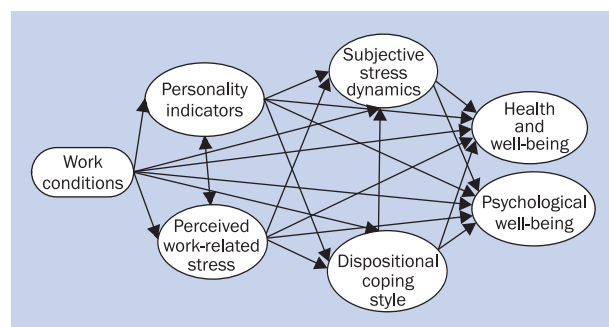 Subjective
stress
dynamics
Personality
indicators
Health
and
well-being
Work
conditions
Psychological
well-being
Perceived
work-related
stress
Dispositional
coping
style